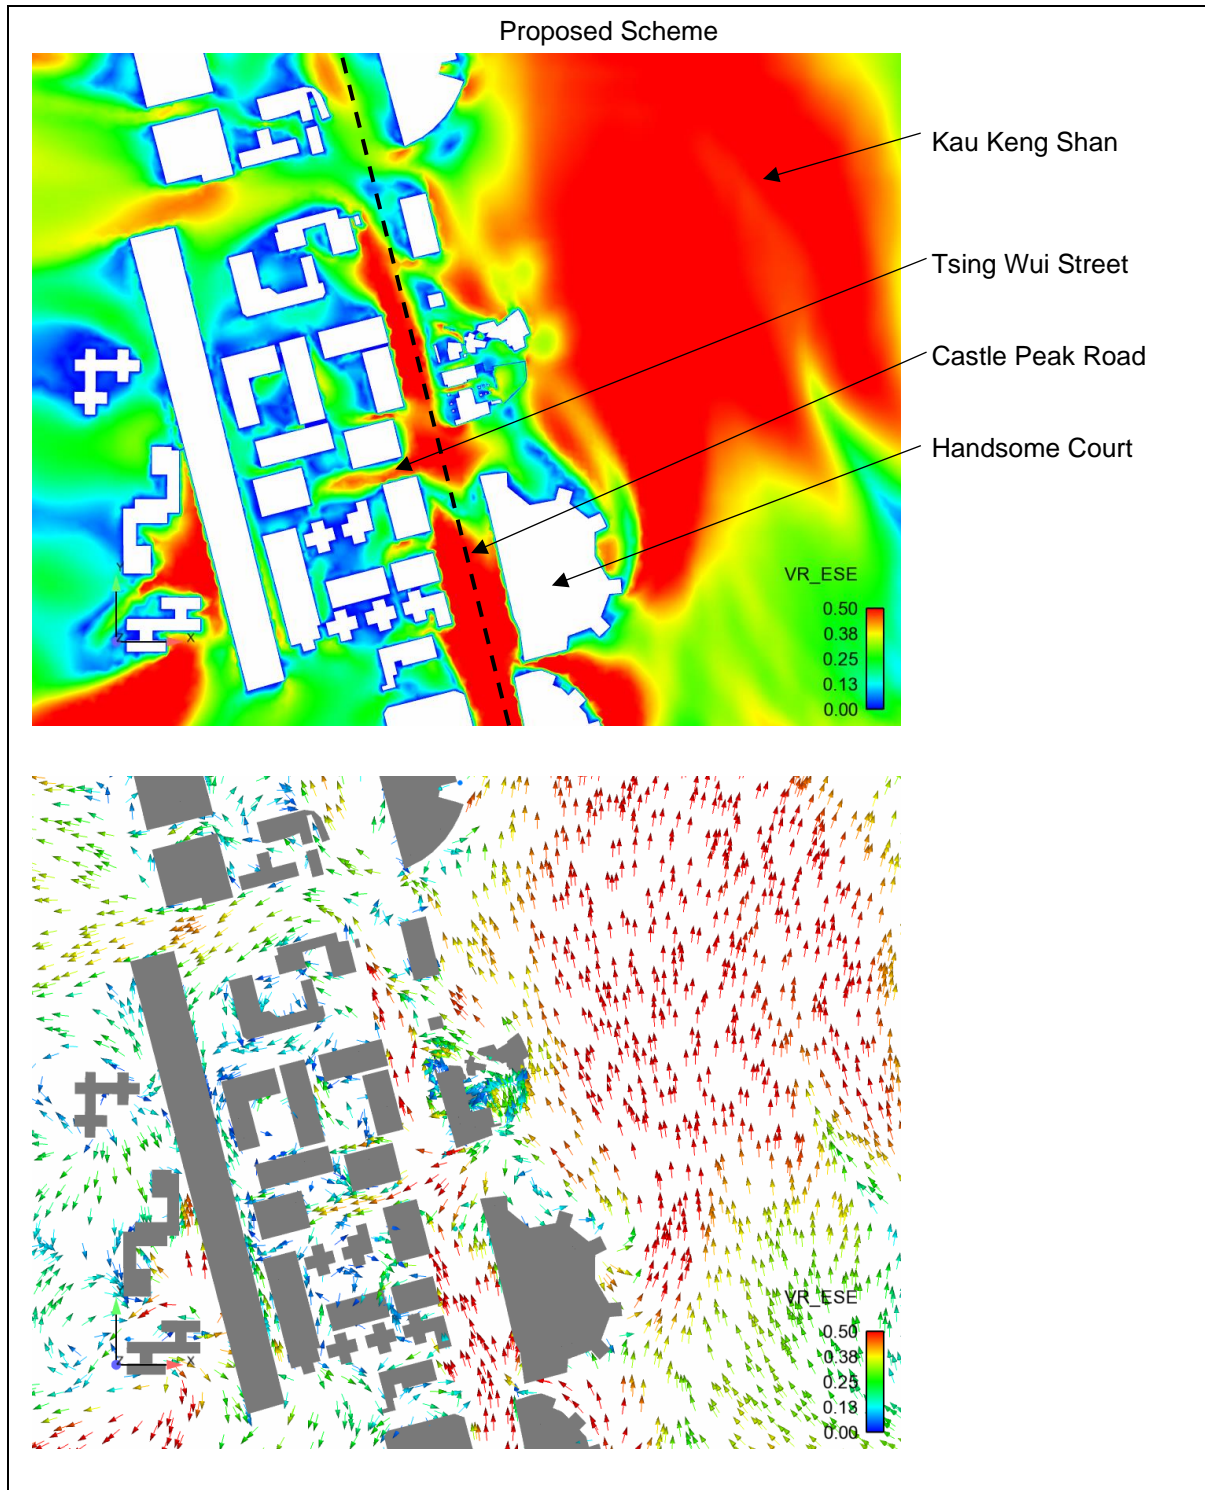 Proposed Scheme
Kau Keng Shan
Tsing Wui Street
Castle Peak Road
Handsome Court
VR_ESE
0.50
0.38
0.25
0.13
0.00
Y
Z
X
VR_ESE
0.50
0.38
0.25
0.13
0.00
Z
X